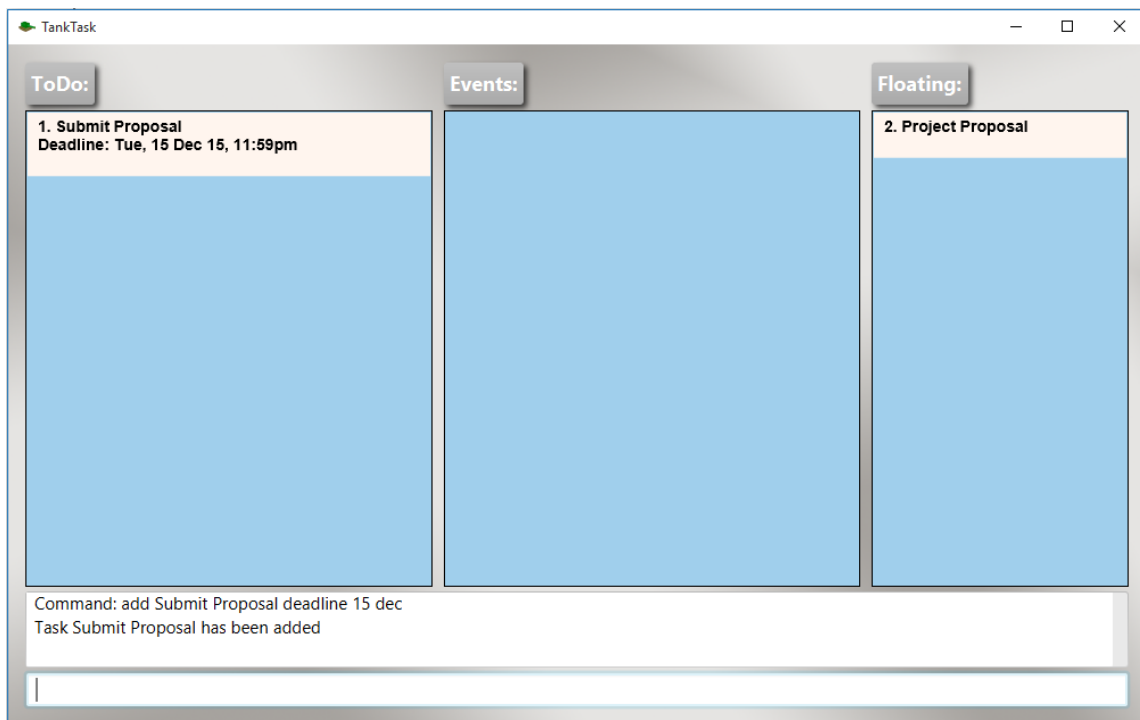 TankTask
ToDo:
Events:
Floating:
1. Submit Proposal
Deadline: Tue, 15 Dec 15, 11:59pm
2. Project Proposal
Command: add Submit Proposal deadline 15 dec
Task Submit Proposal has been added